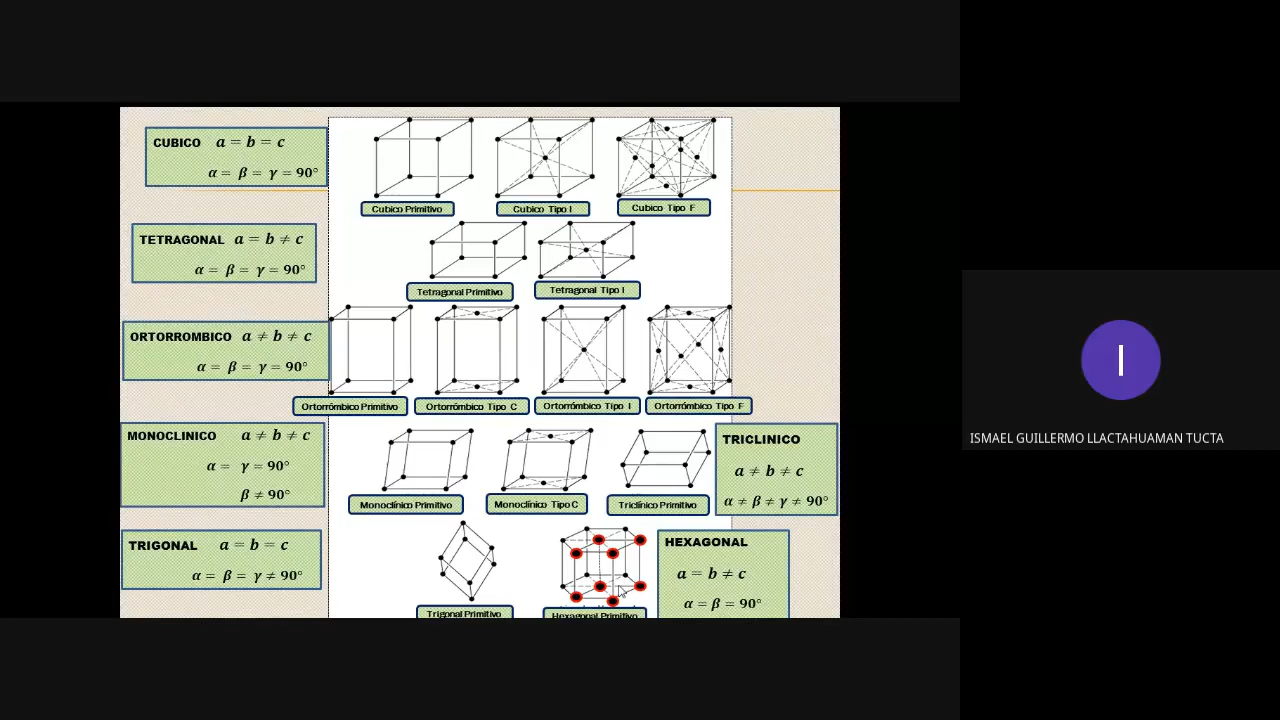 CUBICO a = b = c
α = β = γ = 90°
Cubico Primitivo
Cubico Tipo I
Cubico Tipo F
TETRAGONAL a = b ≠ c
α = β = γ = 90°
Tetragonal Primitivo
Tetragonal Tipo I
ORTORROMBICO a ≠ b ≠ c
α = β = γ = 90°
Ortorrómbico Primitivo
Ortorrómbico Tipo C
Ortorrómbico Tipo I
Ortorrómbico Tipo F
MONOCLINICO a ≠ b ≠ c
α = γ = 90°
β ≠ 90°
Monoclínico Primitivo
Monoclínico Tipo C
Triclínico Primitivo
TRICLINICO
a ≠ b ≠ c
α ≠ β ≠ γ ≠ 90°
TRIGONAL a = b = c
α = β = γ ≠ 90°
Trigonal Primitivo
Hexagonal Primitivo
HEXAGONAL
a = b ≠ c
α = β = 90°
I
ISMAEL GUILLERMO LLACTAHUAMAN TUCTA